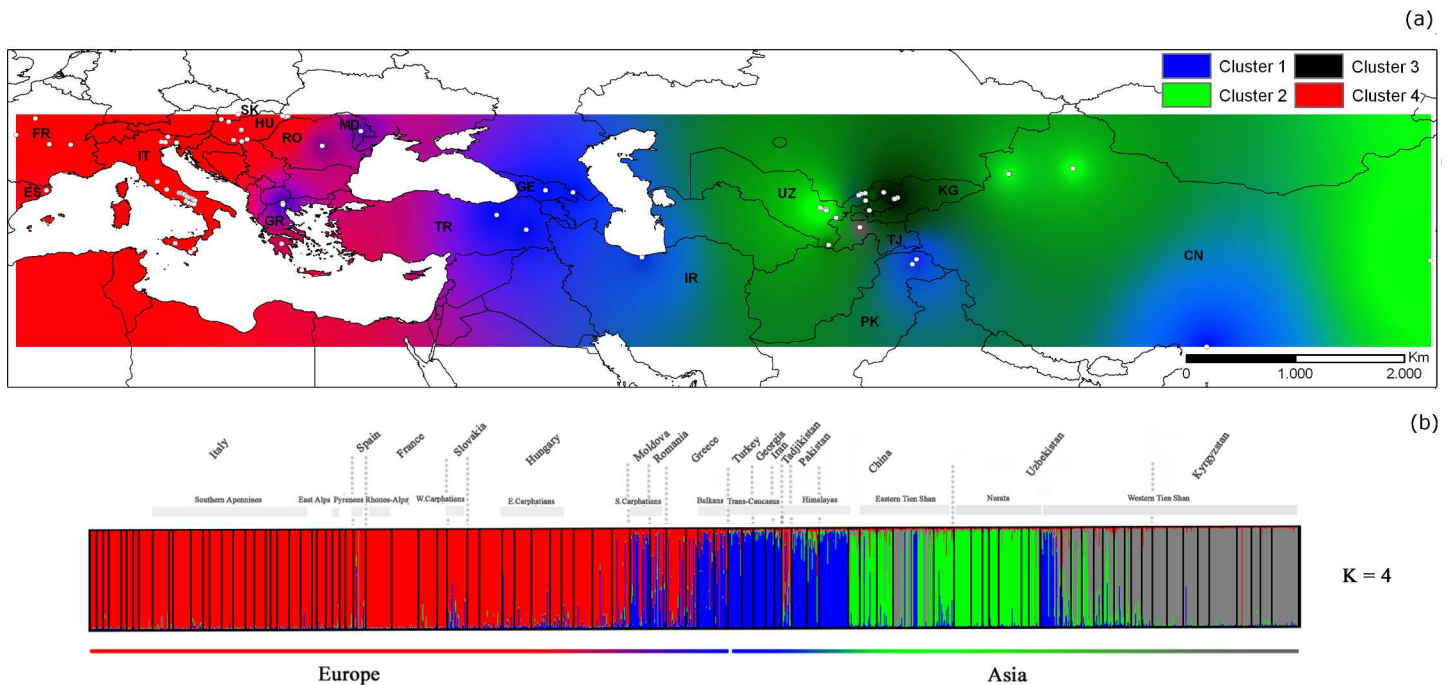 (a)
Cluster 1
Cluster 3
Cluster 2
Cluster 4
SK
FR
HU
MD
RO
IT
ES
GE
UZ
KG
GR
TR
TJ
CN
IR
PK
Km
0
1.000
2.000
(b)
Italy
Spain
France
Slovakia
Hungary
Moldova
Romania
Greece
Turkey
Georgia
Iran
Tadjikistan
Pakistan
China
Uzbekistan
Kyrgyzstan
Southern Apennines
East Alps
Pyrenees
Rhones-Alps
W.Carphatians
E.Carphatians
S.Carphatians
Balkans
Trans-Caucasus
Himalayas
Eastern Tien Shan
Nurata
Western Tien Shan
K = 4
Europe
Asia